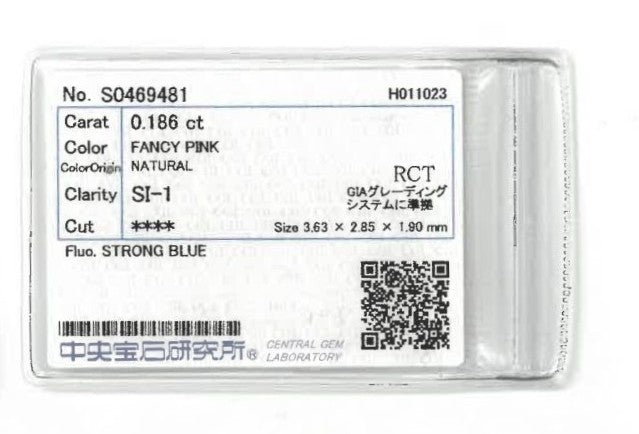 No. S0469481 H011023
Carat 0.186 ct
Color FANCY PINK
ColorOrigin NATURAL
RCT
Clarity SI-1
GIAグレーディング
システムに準拠
Cut **** Size 3.63 × 2.85 × 1.90 mm
Fluo. STRONG BLUE
中央宝石研究所® CENTRAL GEM
LABORATORY